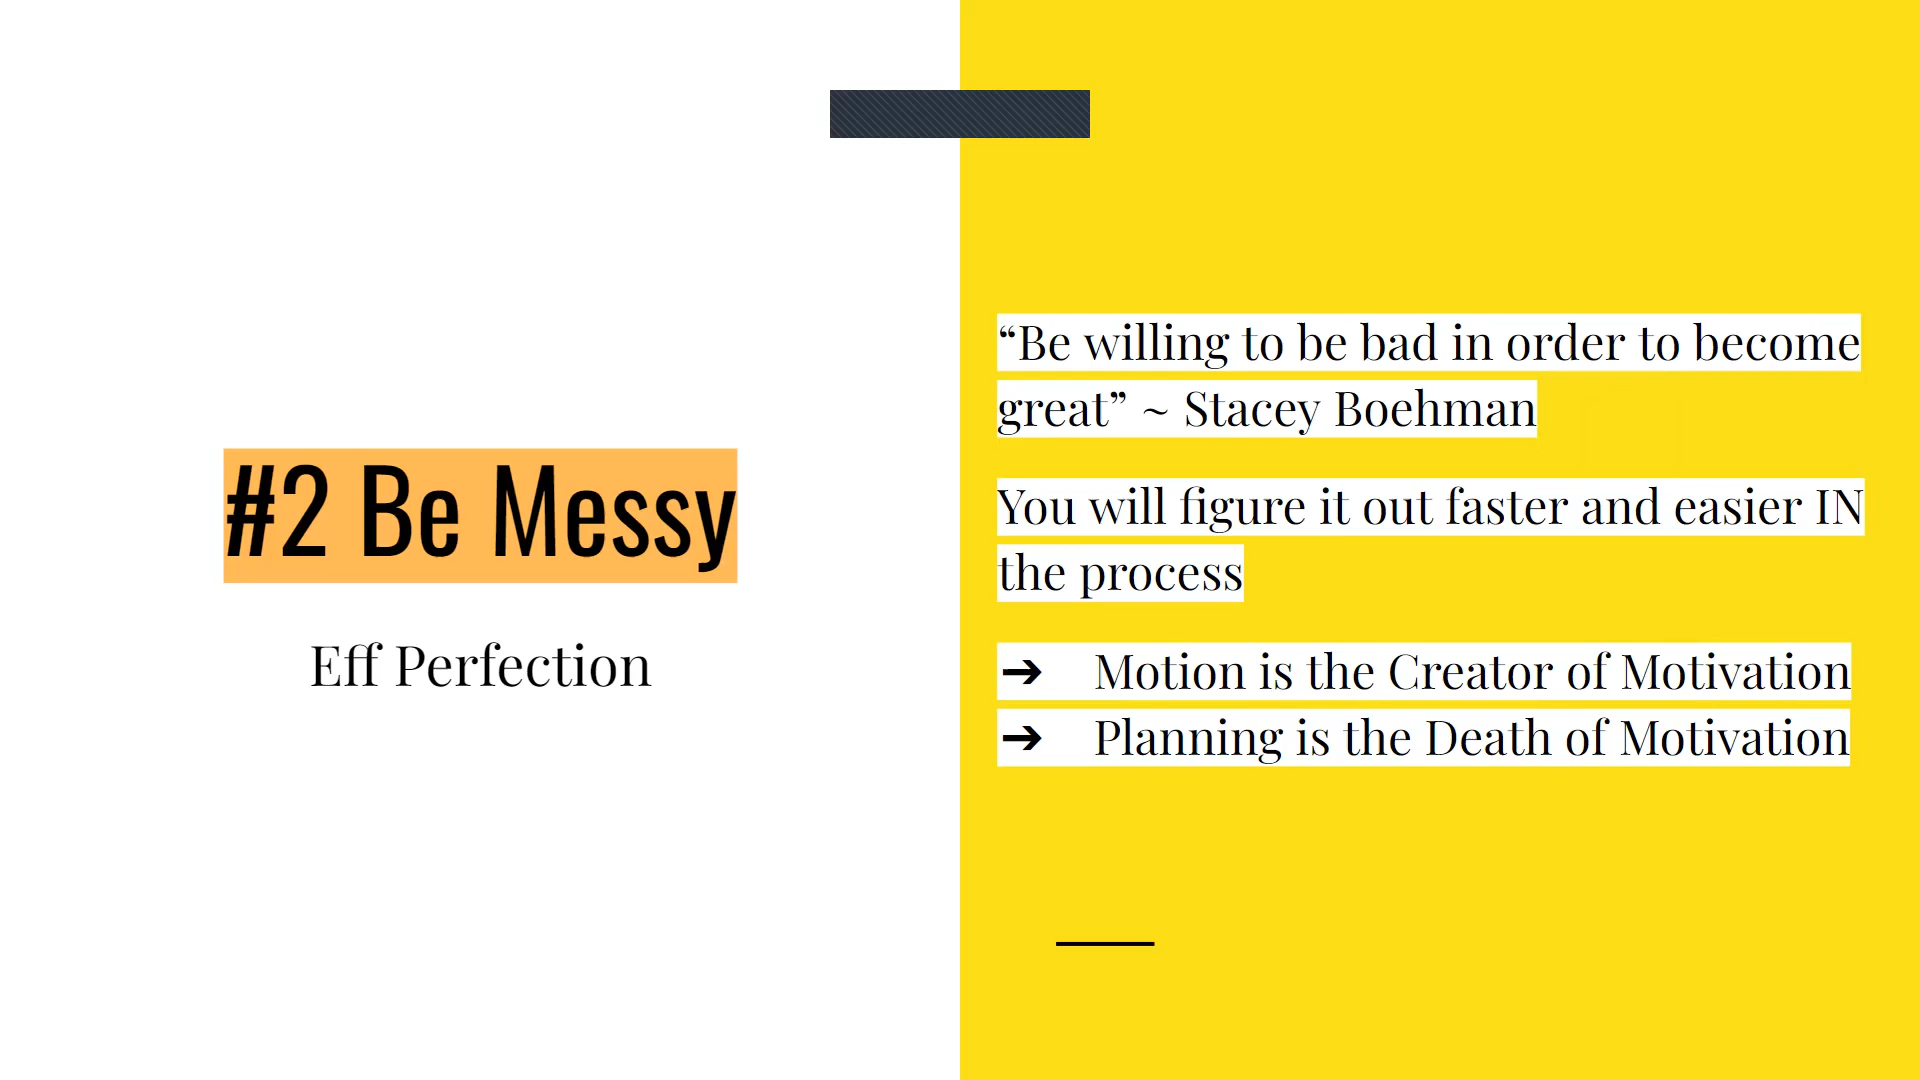 #2 Be Messy
Eff Perfection
“Be willing to be bad in order to become
great” ~ Stacey Boehman
You will figure it out faster and easier IN
the process
➔ Motion is the Creator of Motivation
➔ Planning is the Death of Motivation